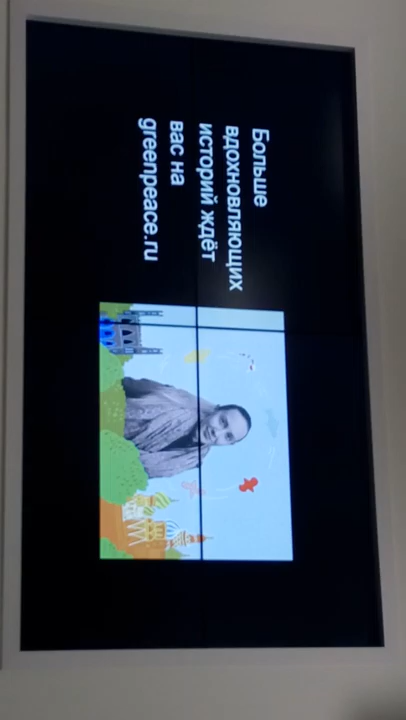 Больше
вдохновляющих
историй ждёт
вас на
greenpeace.ru